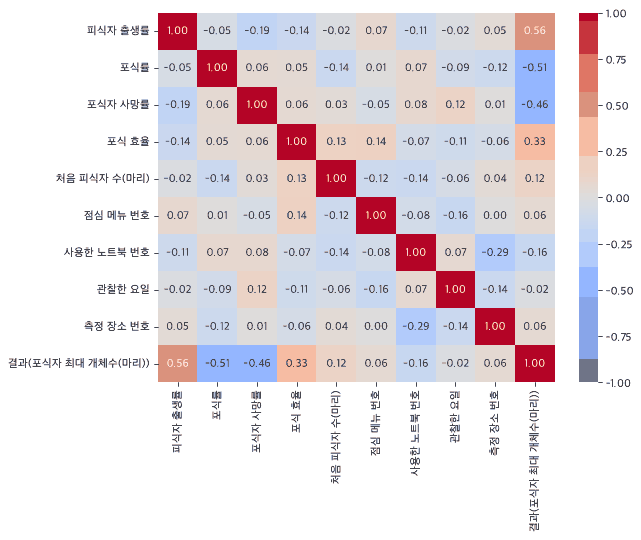 피식자 출생률 1.00 -0.05 -0.19 -0.14 -0.02 0.07 -0.11 -0.02 0.05 0.56
포식률 -0.05 1.00 0.06 0.05 -0.14 0.01 0.07 -0.09 -0.12 -0.51
포식자 사망률 -0.19 0.06 1.00 0.06 0.03 -0.05 0.08 0.12 0.01 -0.46
포식 효율 -0.14 0.05 0.06 1.00 0.13 0.14 -0.07 -0.11 -0.06 0.33
처음 피식자 수(마리) -0.02 -0.14 0.03 0.13 1.00 -0.12 -0.14 -0.06 0.04 0.12
점심 메뉴 번호 0.07 0.01 -0.05 0.14 -0.12 1.00 -0.08 -0.16 0.00 0.06
사용한 노트북 번호 -0.11 0.07 0.08 -0.07 -0.14 -0.08 1.00 0.07 -0.29 -0.16
관찰한 요일 -0.02 -0.09 0.12 -0.11 -0.06 -0.16 0.07 1.00 -0.14 -0.02
측정 장소 번호 0.05 -0.12 0.01 -0.06 0.04 0.00 -0.29 -0.14 1.00 0.06
결과(포식자 최대 개체수(마리)) 0.56 -0.51 -0.46 0.33 0.12 0.06 -0.16 -0.02 0.06 1.00
피식자 출생률
포식률
포식자 사망률
포식 효율
처음 피식자 수(마리)
점심 메뉴 번호
사용한 노트북 번호
관찰한 요일
측정 장소 번호
결과(포식자 최대 개체수(마리))
1.00
0.75
0.50
0.25
0.00
-0.25
-0.50
-0.75
-1.00